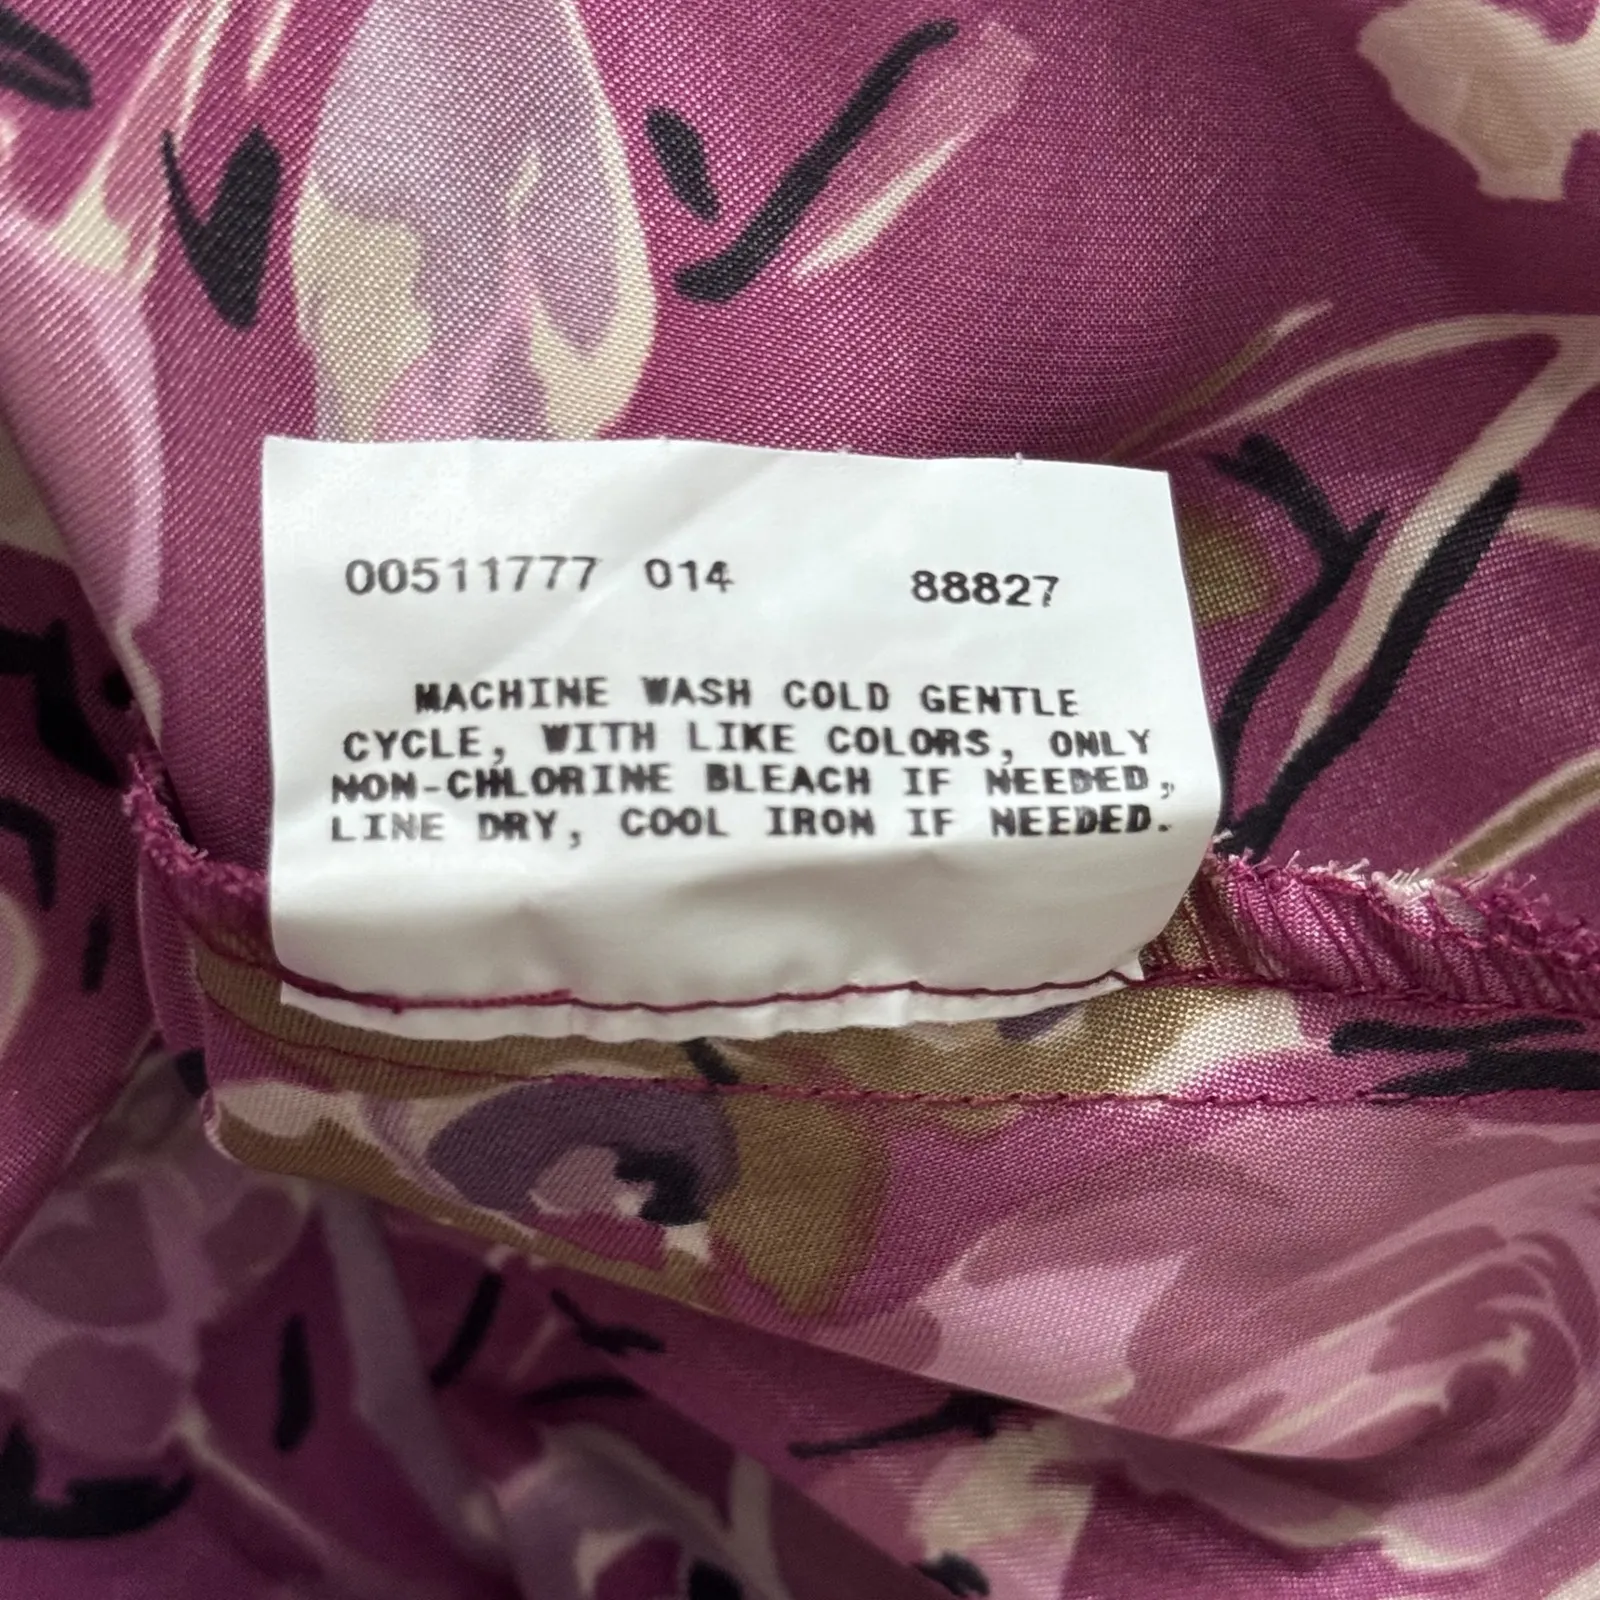 00511777 014 88827
MACHINE WASH COLD GENTLE
CYCLE, WITH LIKE COLORS, ONLY
NON-CHLORINE BLEACH IF NEEDED,
LINE DRY, COOL IRON IF NEEDED.